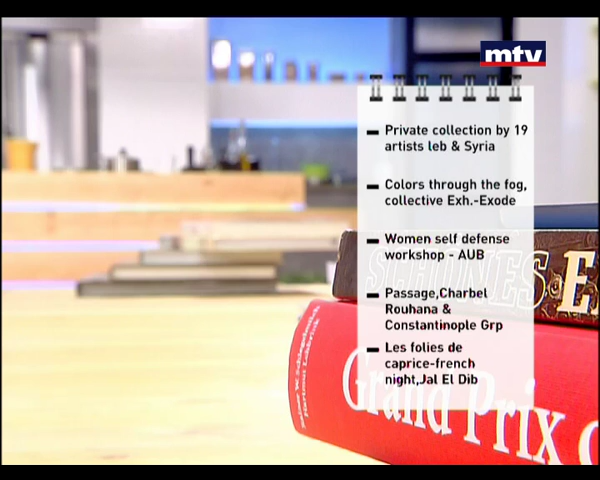 mtv
Private collection by 19
artists leb & Syria
Colors through the fog,
collective Exh.-Exode
Women self defense
workshop - AUB
Passage,Charbel
Rouhana &
Constantinople Grp
Les folies de
caprice-french
night,Jal El Dib
SCHÖNES E
Grand Prix